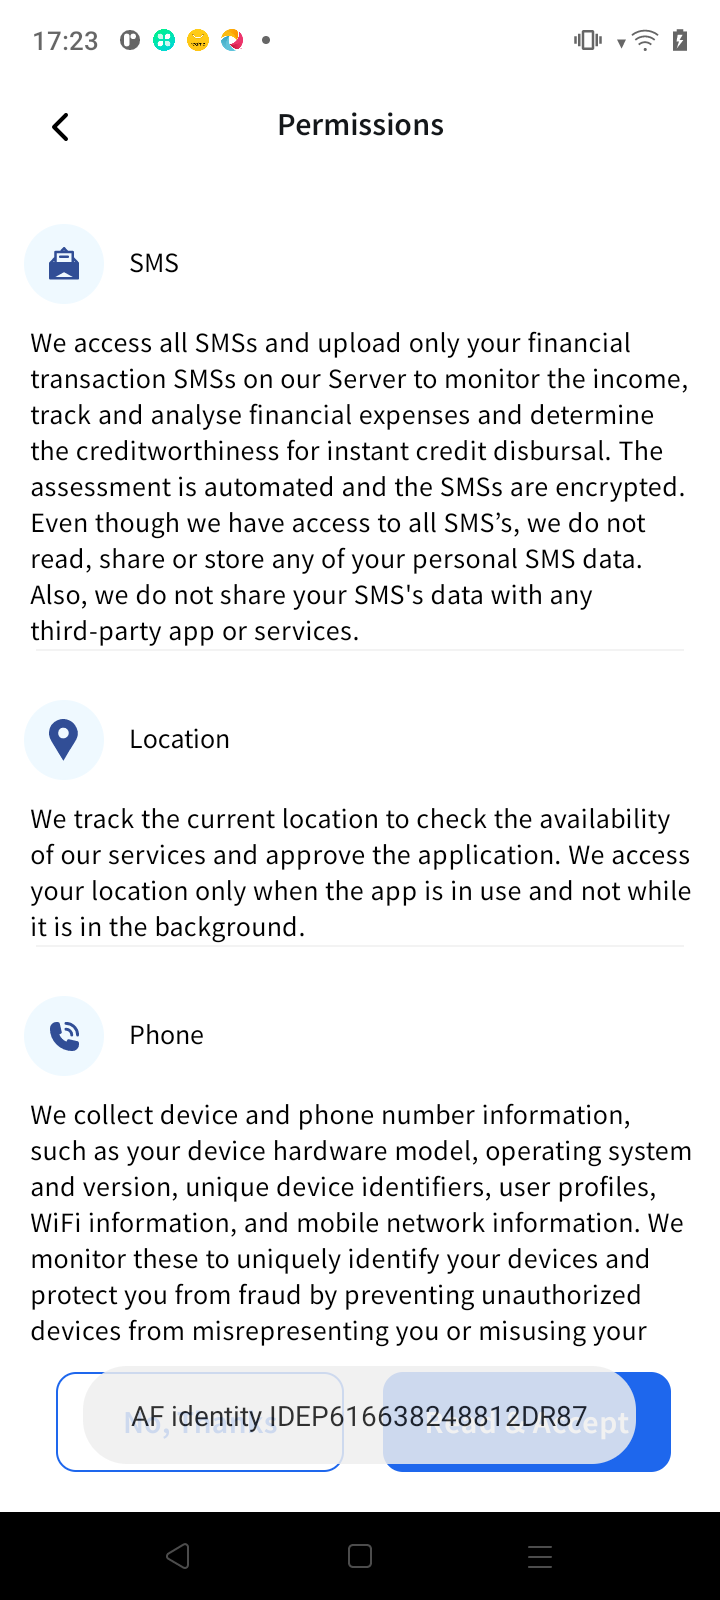 17:23
Permissions
SMS
We access all SMSs and upload only your financial
transaction SMSs on our Server to monitor the income,
track and analyse financial expenses and determine
the creditworthiness for instant credit disbursal. The
assessment is automated and the SMSs are encrypted.
Even though we have access to all SMS’s, we do not
read, share or store any of your personal SMS data.
Also, we do not share your SMS's data with any
third-party app or services.
Location
We track the current location to check the availability
of our services and approve the application. We access
your location only when the app is in use and not while
it is in the background.
Phone
We collect device and phone number information,
such as your device hardware model, operating system
and version, unique device identifiers, user profiles,
WiFi information, and mobile network information. We
monitor these to uniquely identify your devices and
protect you from fraud by preventing unauthorized
devices from misrepresenting you or misusing your
No, Thanks
Read & Accept
AF identity IDEP616638248812DR87